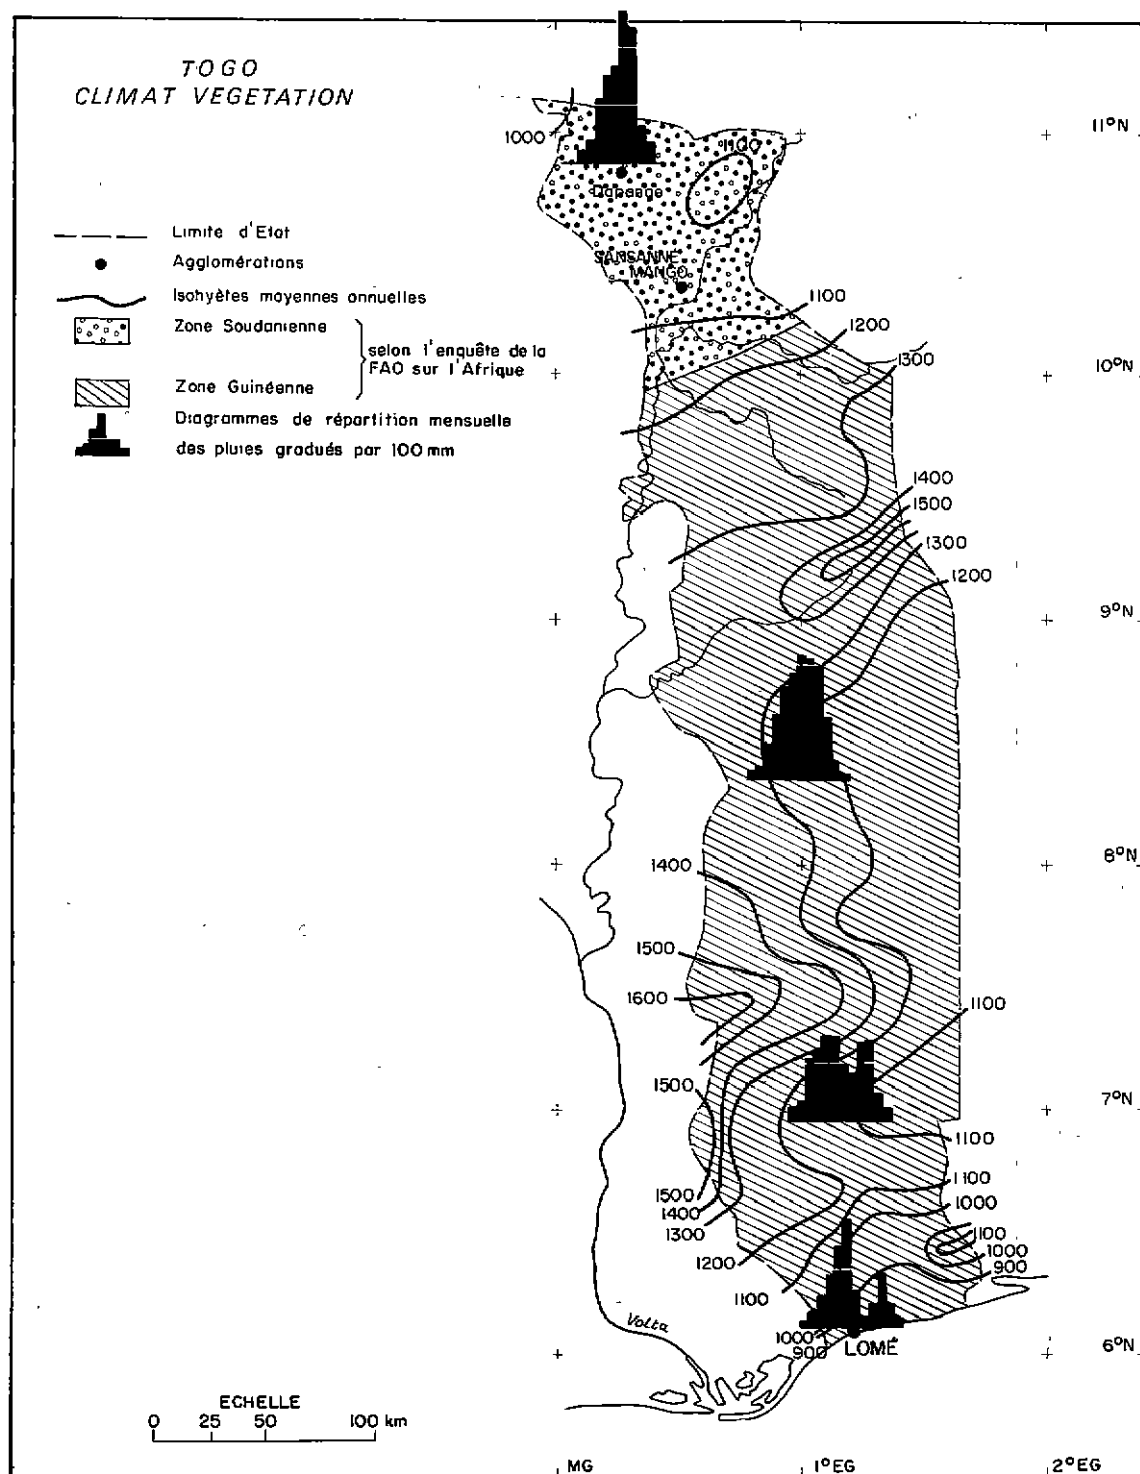 TOGO
CLIMAT VEGETATION
Limite d'Etat
Agglomérations
Isohyètes moyennes annuelles
Zone Soudanienne
selon l'enquête de la
FAO sur l'Afrique
Zone Guinéenne
Diagrammes de répartition mensuelle
des pluies gradués par 100 mm
11°N
1000
1100
Dapango
SANSANNE
MANGO
1100
1200
1300
10°N
1400
1500
1300
1200
9°N
8°N
1400
1500
1600
1100
1500
7°N
1100
1500
1400
1300
1100
1000
1100
1000
900
1200
1100
Volta
1000
900
LOMÉ
6°N
ECHELLE
0 25 50 100 km
MG
1°EG
2°EG